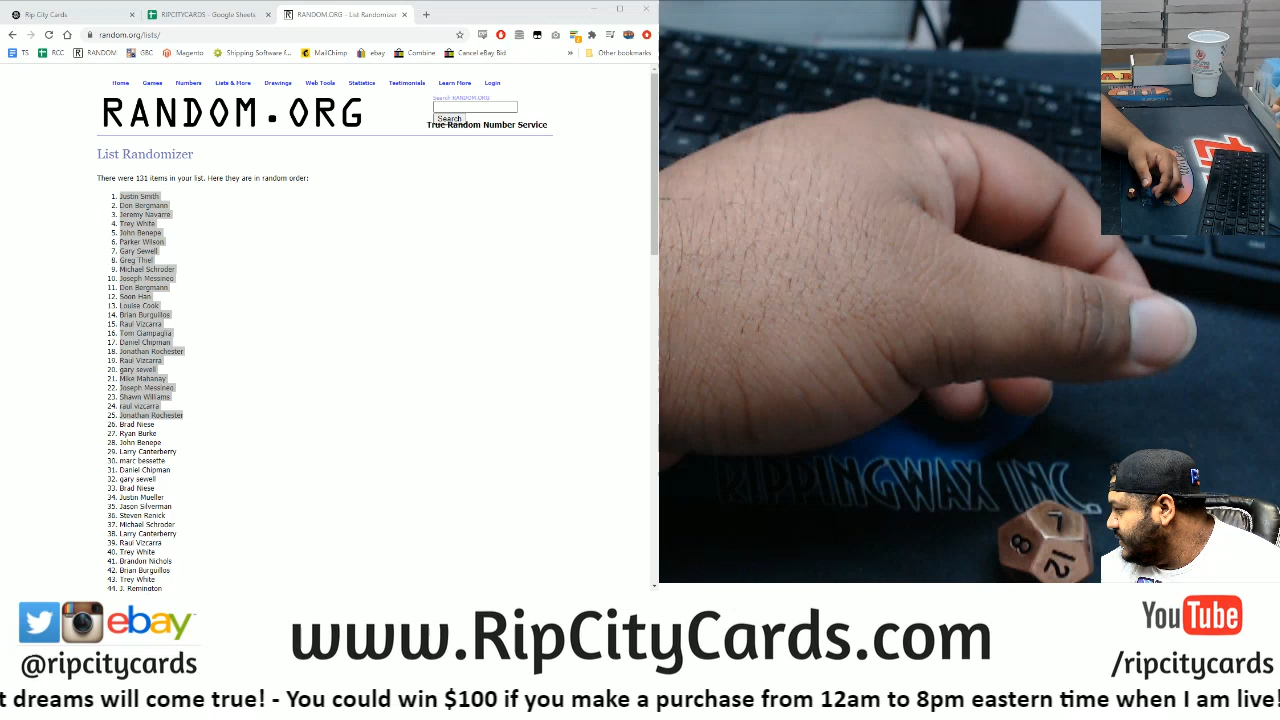 Rip City Cards
RIPCITYCARDS - Google Sheets
RANDOM.ORG - List Randomizer
random.org/lists/
TS
RCC
RANDOM
GBC
Magento
Shipping Software f...
MailChimp
ebay
Combine
Cancel eBay Bid.
Other bookmarks
Home
Games
Numbers
Lists & More
Drawings
Web Tools
Statistics
Testimonials
Learn More
Login
RANDOM.ORG
Search RANDOM.ORG
Search
True Random Number Service
List Randomizer
There were 131 items in your list. Here they are in random order:
1. Justin Smith
2. Don Bergmann
3. Jeremy Navarre
4. Trey White
5. John Benepe
6. Parker Wilson
7. Gary Sewell
8. Greg Thiel
9. Michael Schroder
10. Joseph Messineo
11. Don Bergmann
12. Soon Han
13. Louise Cook
14. Brian Burguillos
15. Raul Vizcarra
16. Tom Ciampaglia
17. Daniel Chipman
18. Jonathan Rochester
19. Raul Vizcarra
20. gary sewell
21. Mike Mahanay
22. Joseph Messineo
23. Shawn Williams
24. raul vizcarra
25. Jonathan Rochester
26. Brad Niese
27. Ryan Burke
28. John Benepe
29. Larry Canterberry
30. marc bessette
31. Daniel Chipman
32. gary sewell
33. Brad Niese
34. Justin Mueller
35. Jason Silverman
36. Steven Renick
37. Michael Schroder
38. Larry Canterberry
39. Raul Vizcarra
40. Trey White
41. Brandon Nichols
42. Brian Burguillos
43. Trey White
44. J. Remington
RIPPINGWAX INC.
7
8
12
ebay
@ripcitycards
www.RipCityCards.com
YouTube
/ripcitycards
t dreams will come true! - You could win $100 if you make a purchase from 12am to 8pm eastern time when I am live!